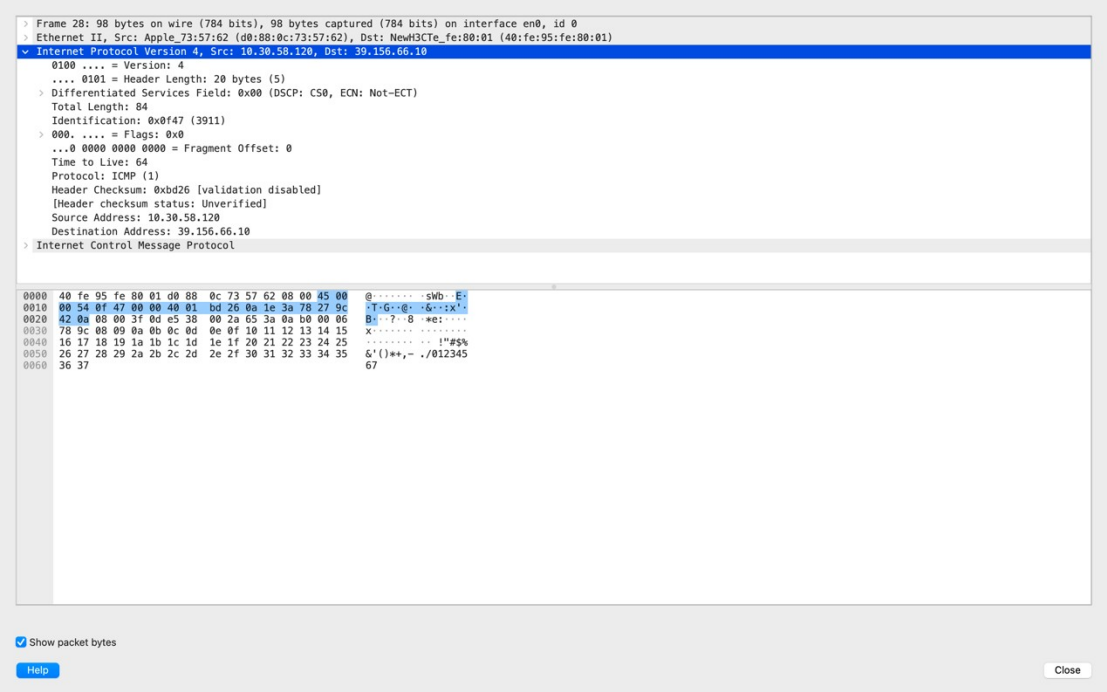 > Frame 28: 98 bytes on wire (784 bits), 98 bytes captured (784 bits) on interface en0, id 0
> Ethernet II, Src: Apple_73:57:62 (d0:88:0c:73:57:62), Dst: NewH3CTe_fe:80:01 (40:fe:95:fe:80:01)
Internet Protocol Version 4, Src: 10.30.58.120, Dst: 39.156.66.10
0100 .... = Version: 4
.... 0101 = Header Length: 20 bytes (5)
> Differentiated Services Field: 0x00 (DSCP: CS0, ECN: Not-ECT)
Total Length: 84
Identification: 0x0f47 (3911)
> 000. .... = Flags: 0x0
...0 0000 0000 0000 = Fragment Offset: 0
Time to Live: 64
Protocol: ICMP (1)
Header Checksum: 0xbd26 [validation disabled]
[Header checksum status: Unverified]
Source Address: 10.30.58.120
Destination Address: 39.156.66.10
> Internet Control Message Protocol
0000 40 fe 95 fe 80 01 d0 88 0c 73 57 62 08 00 45 00 @······· ·sWb··E·
0010 00 54 0f 47 00 00 40 01 bd 26 0a 1e 3a 78 27 9c ·T·G··@· ·&··:x'·
0020 42 0a 08 00 3f 0d e5 38 00 2a 65 3a 0a b0 00 06 B···?··8 ·*e:····
0030 78 9c 08 09 0a 0b 0c 0d 0e 0f 10 11 12 13 14 15 x······· ········
0040 16 17 18 19 1a 1b 1c 1d 1e 1f 20 21 22 23 24 25 ········ ·· !"#$%
0050 26 27 28 29 2a 2b 2c 2d 2e 2f 30 31 32 33 34 35 &'()*+,- ./012345
0060 36 37 67
Show packet bytes
Help
Close